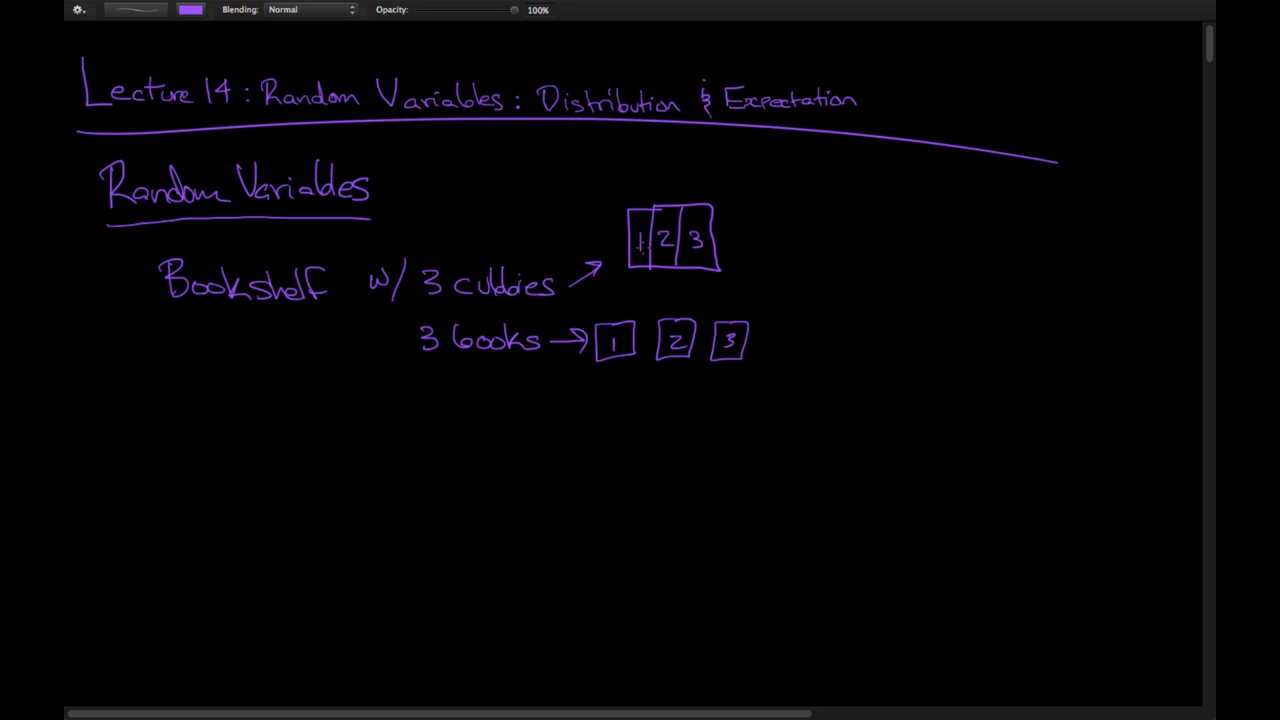 Blending: Normal Opacity: 100%
Lecture 14: Random Variables: Distribution & Expectation
Random Variables
1 2 3
Bookshelf w/ 3 cubbies
3 books → 1 2 3